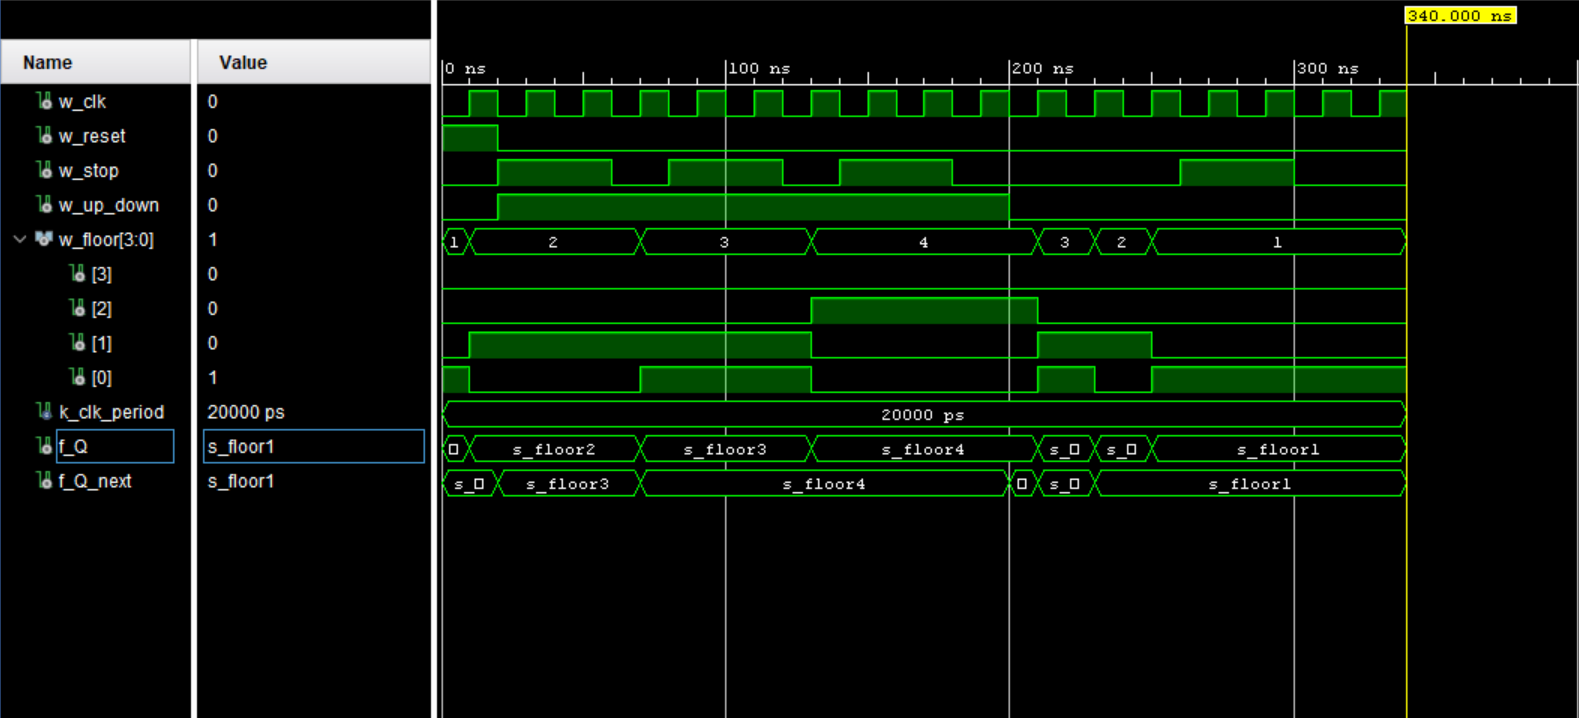 340.000 ns
Name Value
0 ns 100 ns 200 ns 300 ns
w_clk 0
w_reset 0
w_stop 0
w_up_down 0
w_floor[3:0] 1 1 2 3 4 3 2 1
[3] 0
[2] 0
[1] 0
[0] 1
k_clk_period 20000 ps 20000 ps
f_Q s_floor1 s_floor2 s_floor3 s_floor4 s_ s_ s_floor1
f_Q_next s_floor1 s_ s_floor3 s_floor4 s_ s_floor1